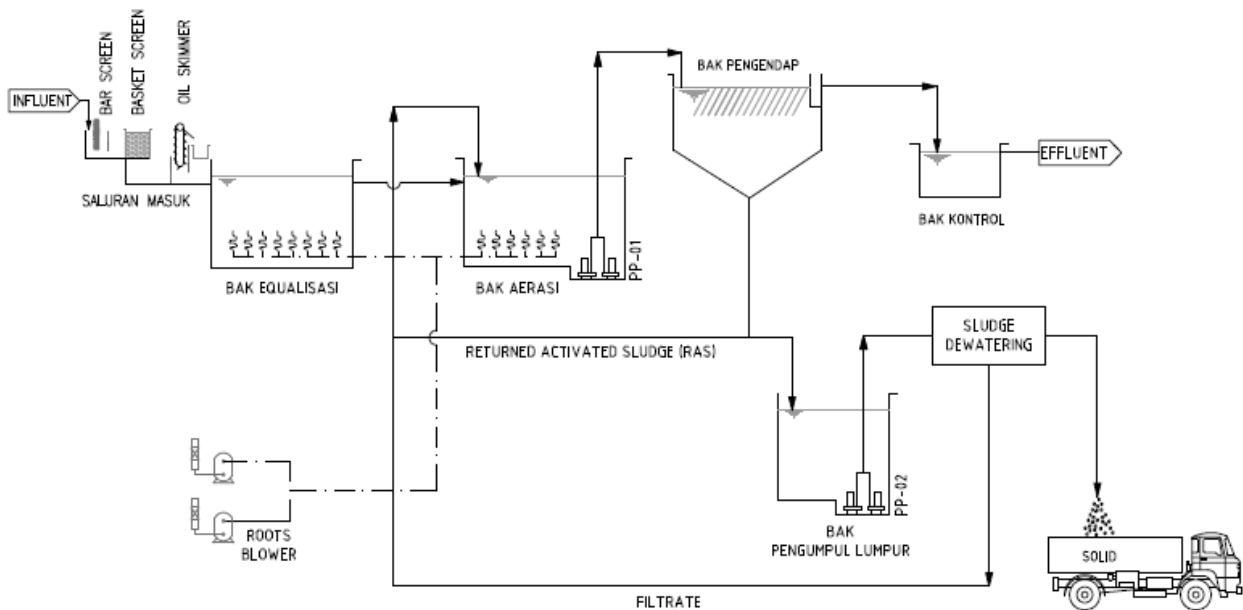 INFLUENT
BAR SCREEN
BASKET SCREEN
OIL SKIMMER
SALURAN MASUK
BAK EQUALISASI
BAK AERASI
PP-01
BAK PENGENDAP
EFFLUENT
BAK KONTROL
RETURNED ACTIVATED SLUDGE (RAS)
SLUDGE
DEWATERING
PP-02
BAK
PENGUMPUL LUMPUR
ROOTS
BLOWER
SOLID
FILTRATE